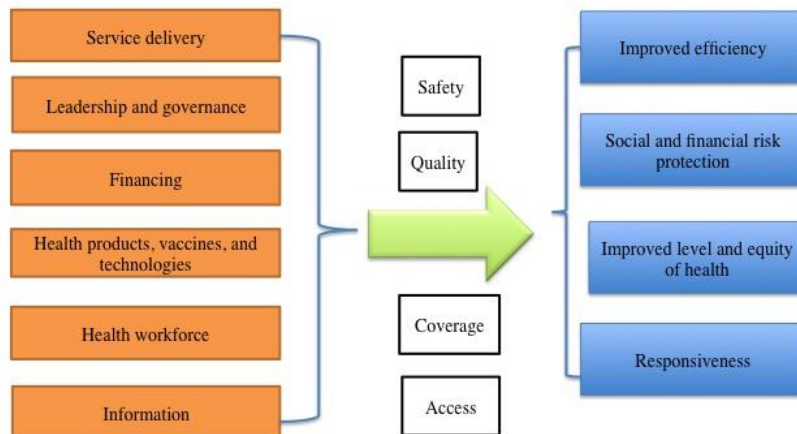 Service delivery
Leadership and governance
Financing
Health products, vaccines, and
technologies
Health workforce
Information
Safety
Quality
Coverage
Access
Improved efficiency
Social and financial risk
protection
Improved level and equity
of health
Responsiveness